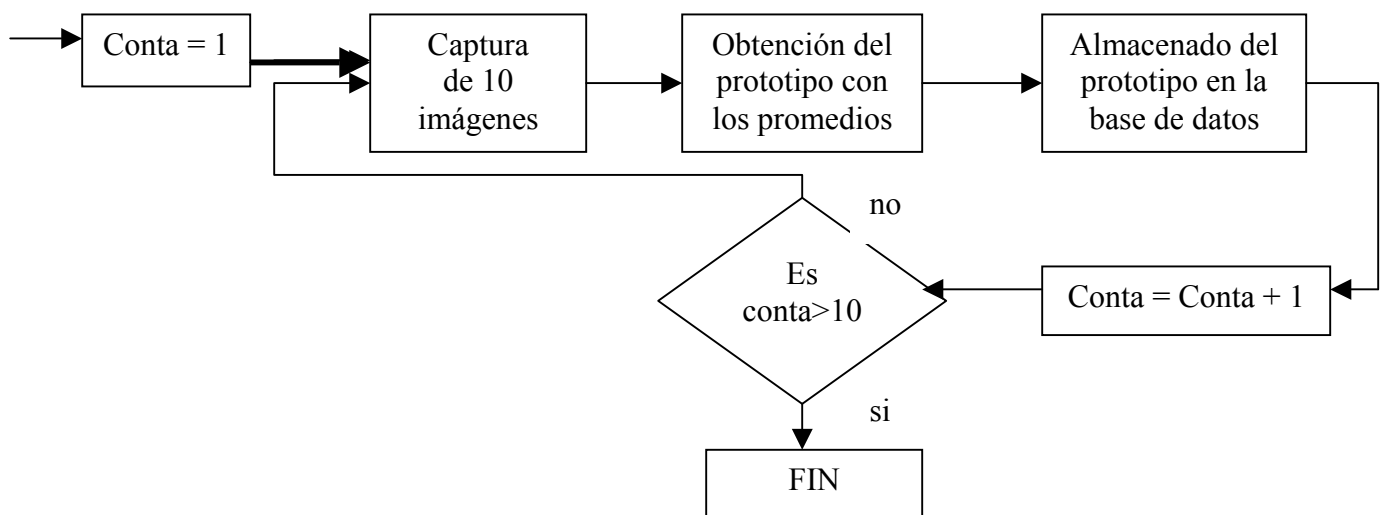 Conta = 1
Captura
de 10
imágenes
Obtención del
prototipo con
los promedios
Almacenado del
prototipo en la
base de datos
no
Es
conta>10
Conta = Conta + 1
si
FIN